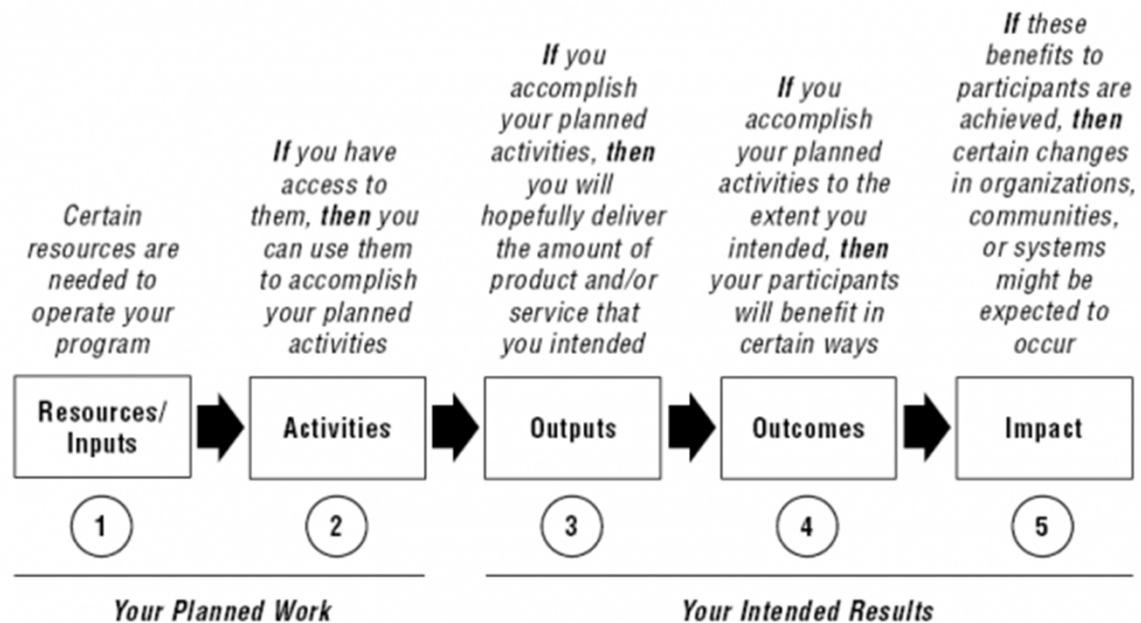 Certain
resources are
needed to
operate your
program
If you have
access to
them, then you
can use them
to accomplish
your planned
activities
If you
accomplish
your planned
activities, then
you will
hopefully deliver
the amount of
product and/or
service that
you intended
If you
accomplish
your planned
activities to the
extent you
intended, then
your participants
will benefit in
certain ways
If these
benefits to
participants are
achieved, then
certain changes
in organizations,
communities,
or systems
might be
expected to
occur
Resources/
Inputs
Activities
Outputs
Outcomes
Impact
1
2
3
4
5
Your Planned Work
Your Intended Results